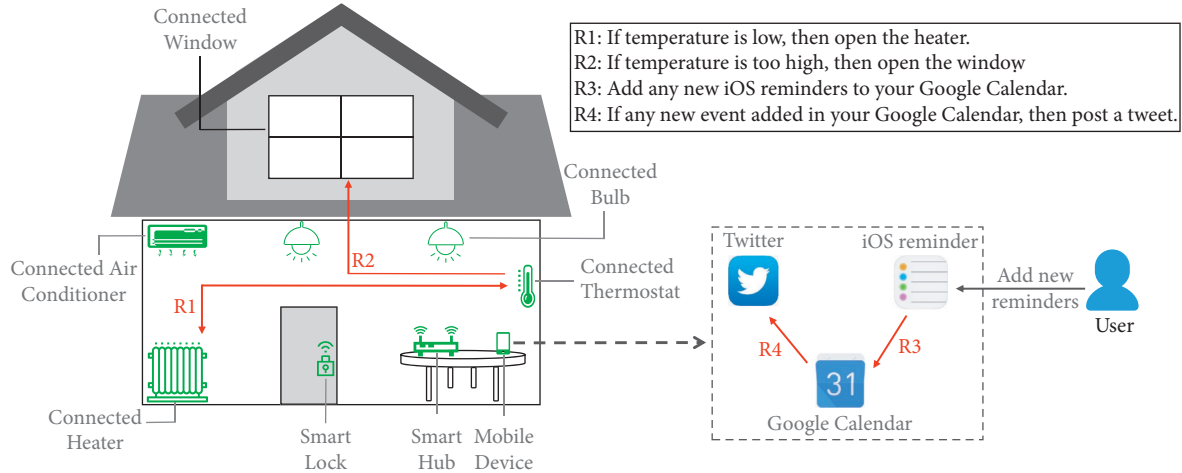 Connected
Window
R1: If temperature is low, then open the heater.
R2: If temperature is too high, then open the window.
R3: Add any new iOS reminders to your Google Calendar.
R4: If any new event added in your Google Calendar, then post a tweet.
Connected
Bulb
Connected Air
Conditioner
R2
R1
Connected
Thermostat
Connected
Heater
Smart
Lock
Smart
Hub
Mobile
Device
Twitter
iOS reminder
Add new
reminders
User
R4
R3
31
Google Calendar